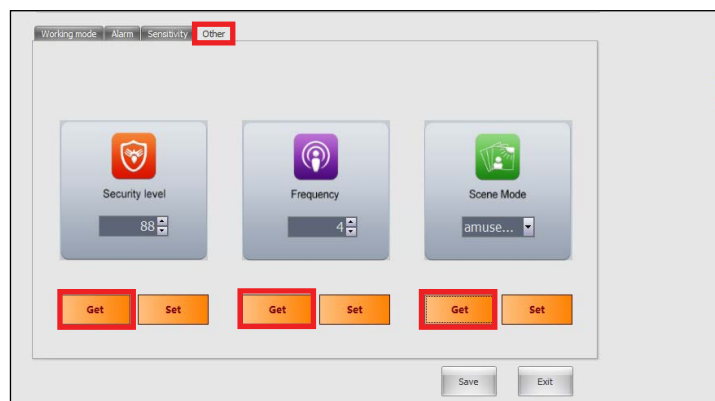 Working mode Alarm Sensitivity Other
Security level Frequency Scene Mode
88 4 amuse...
Get Set Get Set Get Set
Save Exit